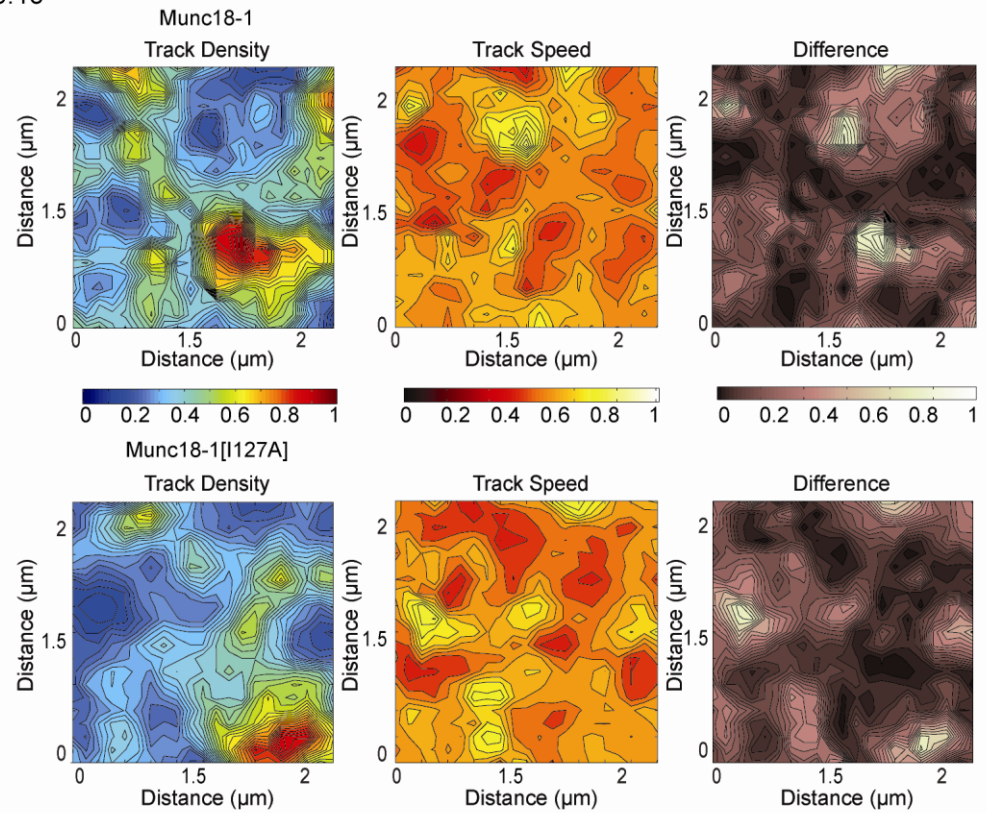 Munc18-1
Track Density Track Speed Difference
Distance (µm) Distance (µm) Distance (µm)
2 2 2
1.5 1.5 1.5
0 0 0
0 1.5 2 0 1.5 2 0 1.5 2
Distance (µm) Distance (µm) Distance (µm)
0 0.2 0.4 0.6 0.8 1 0 0.2 0.4 0.6 0.8 1 0 0.2 0.4 0.6 0.8 1
Munc18-1[I127A]
Track Density Track Speed Difference
Distance (µm) Distance (µm) Distance (µm)
2 2 2
1.5 1.5 1.5
0 0 0
0 1.5 2 0 1.5 2 0 1.5 2
Distance (µm) Distance (µm) Distance (µm)